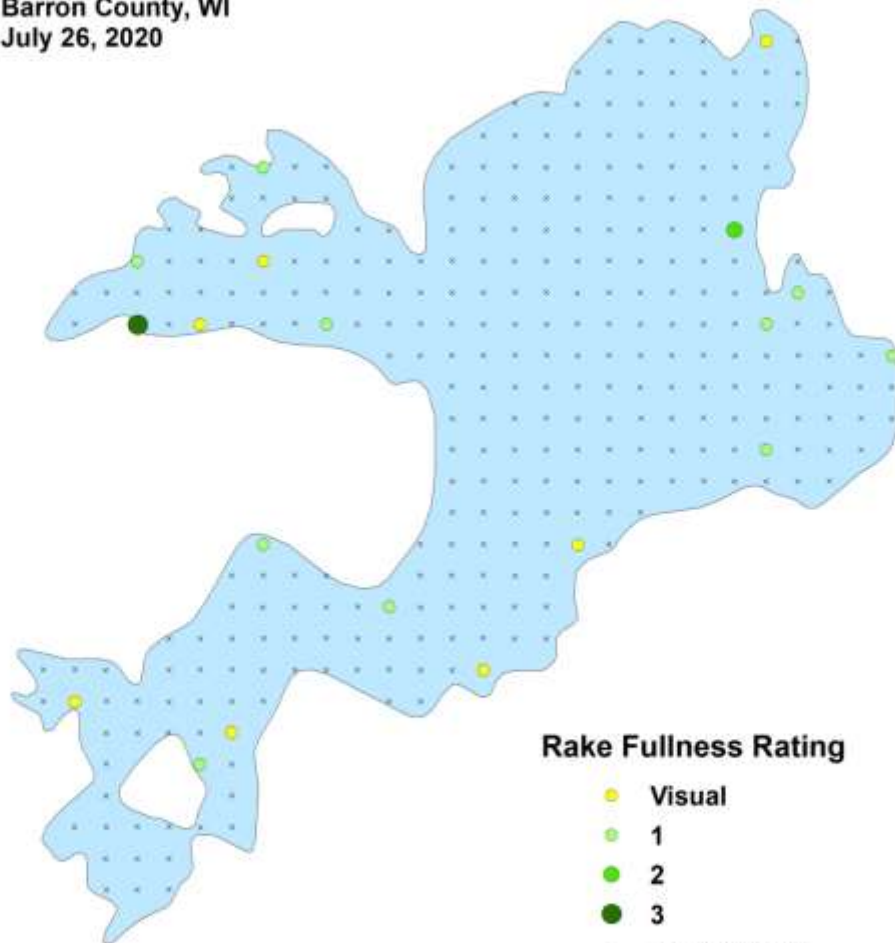 Barron County, WI
July 26, 2020
Rake Fullness Rating
Visual
1
2
3